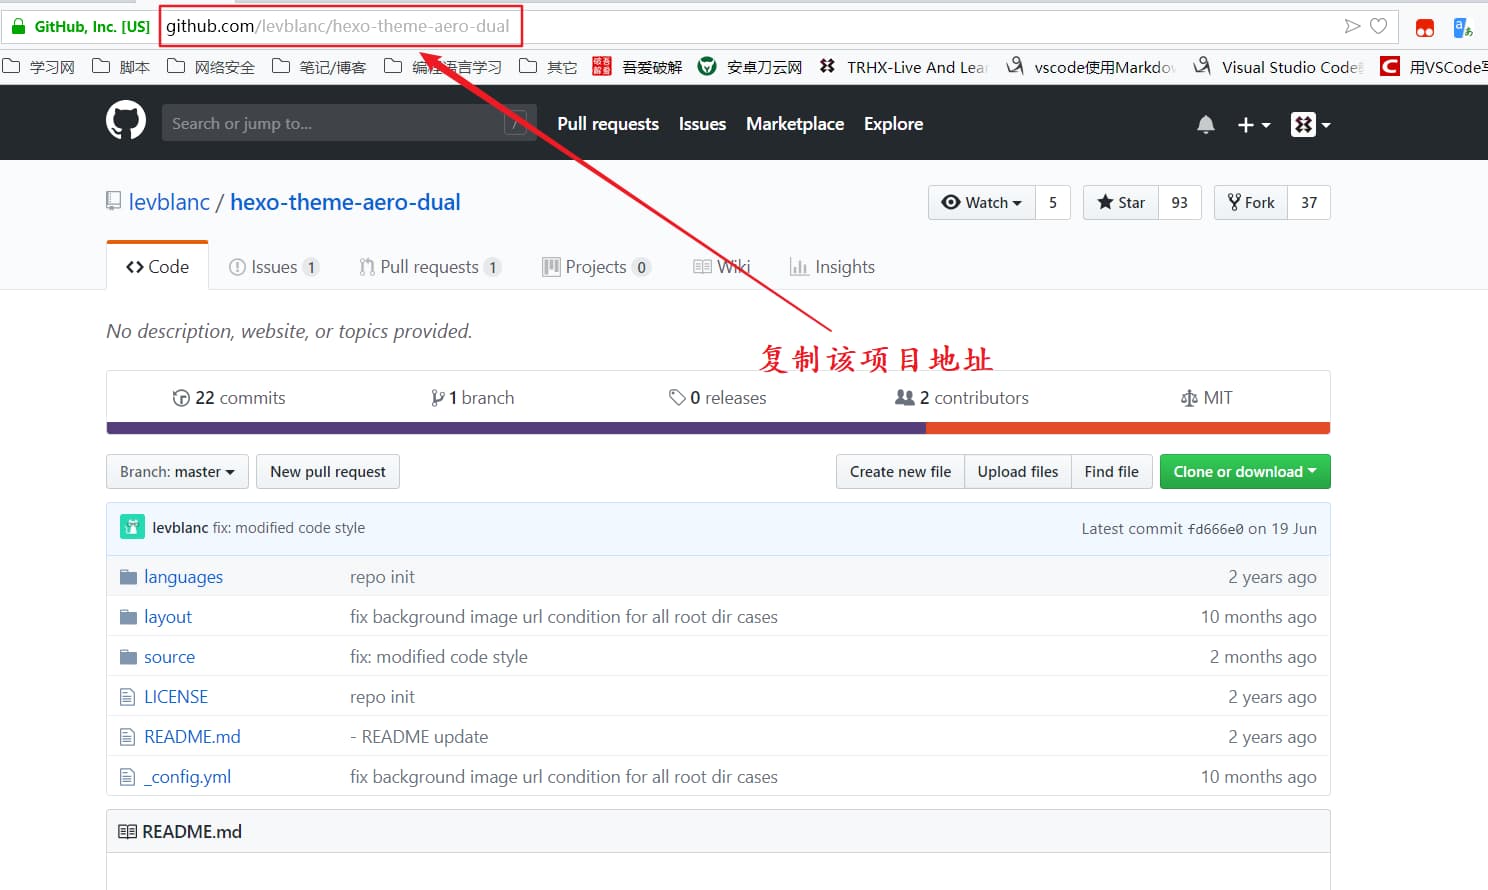 GitHub, Inc. [US] github.com/levblanc/hexo-theme-aero-dual
学习网 脚本 网络安全 笔记/博客 编程语言学习 其它 吾爱破解 安卓刀云网 TRHX-Live And Lea vscode使用Markdo Visual Studio Code 用VSCode写
Search or jump to... / Pull requests Issues Marketplace Explore
levblanc / hexo-theme-aero-dual Watch 5 Star 93 Fork 37
Code Issues 1 Pull requests 1 Projects 0 Wiki Insights
No description, website, or topics provided.
复制该项目地址
22 commits 1 branch 0 releases 2 contributors MIT
Branch: master New pull request Create new file Upload files Find file Clone or download
levblanc fix: modified code style Latest commit fd666e0 on 19 Jun
languages repo init 2 years ago
layout fix background image url condition for all root dir cases 10 months ago
source fix: modified code style 2 months ago
LICENSE repo init 2 years ago
README.md - README update 2 years ago
_config.yml fix background image url condition for all root dir cases 10 months ago
README.md